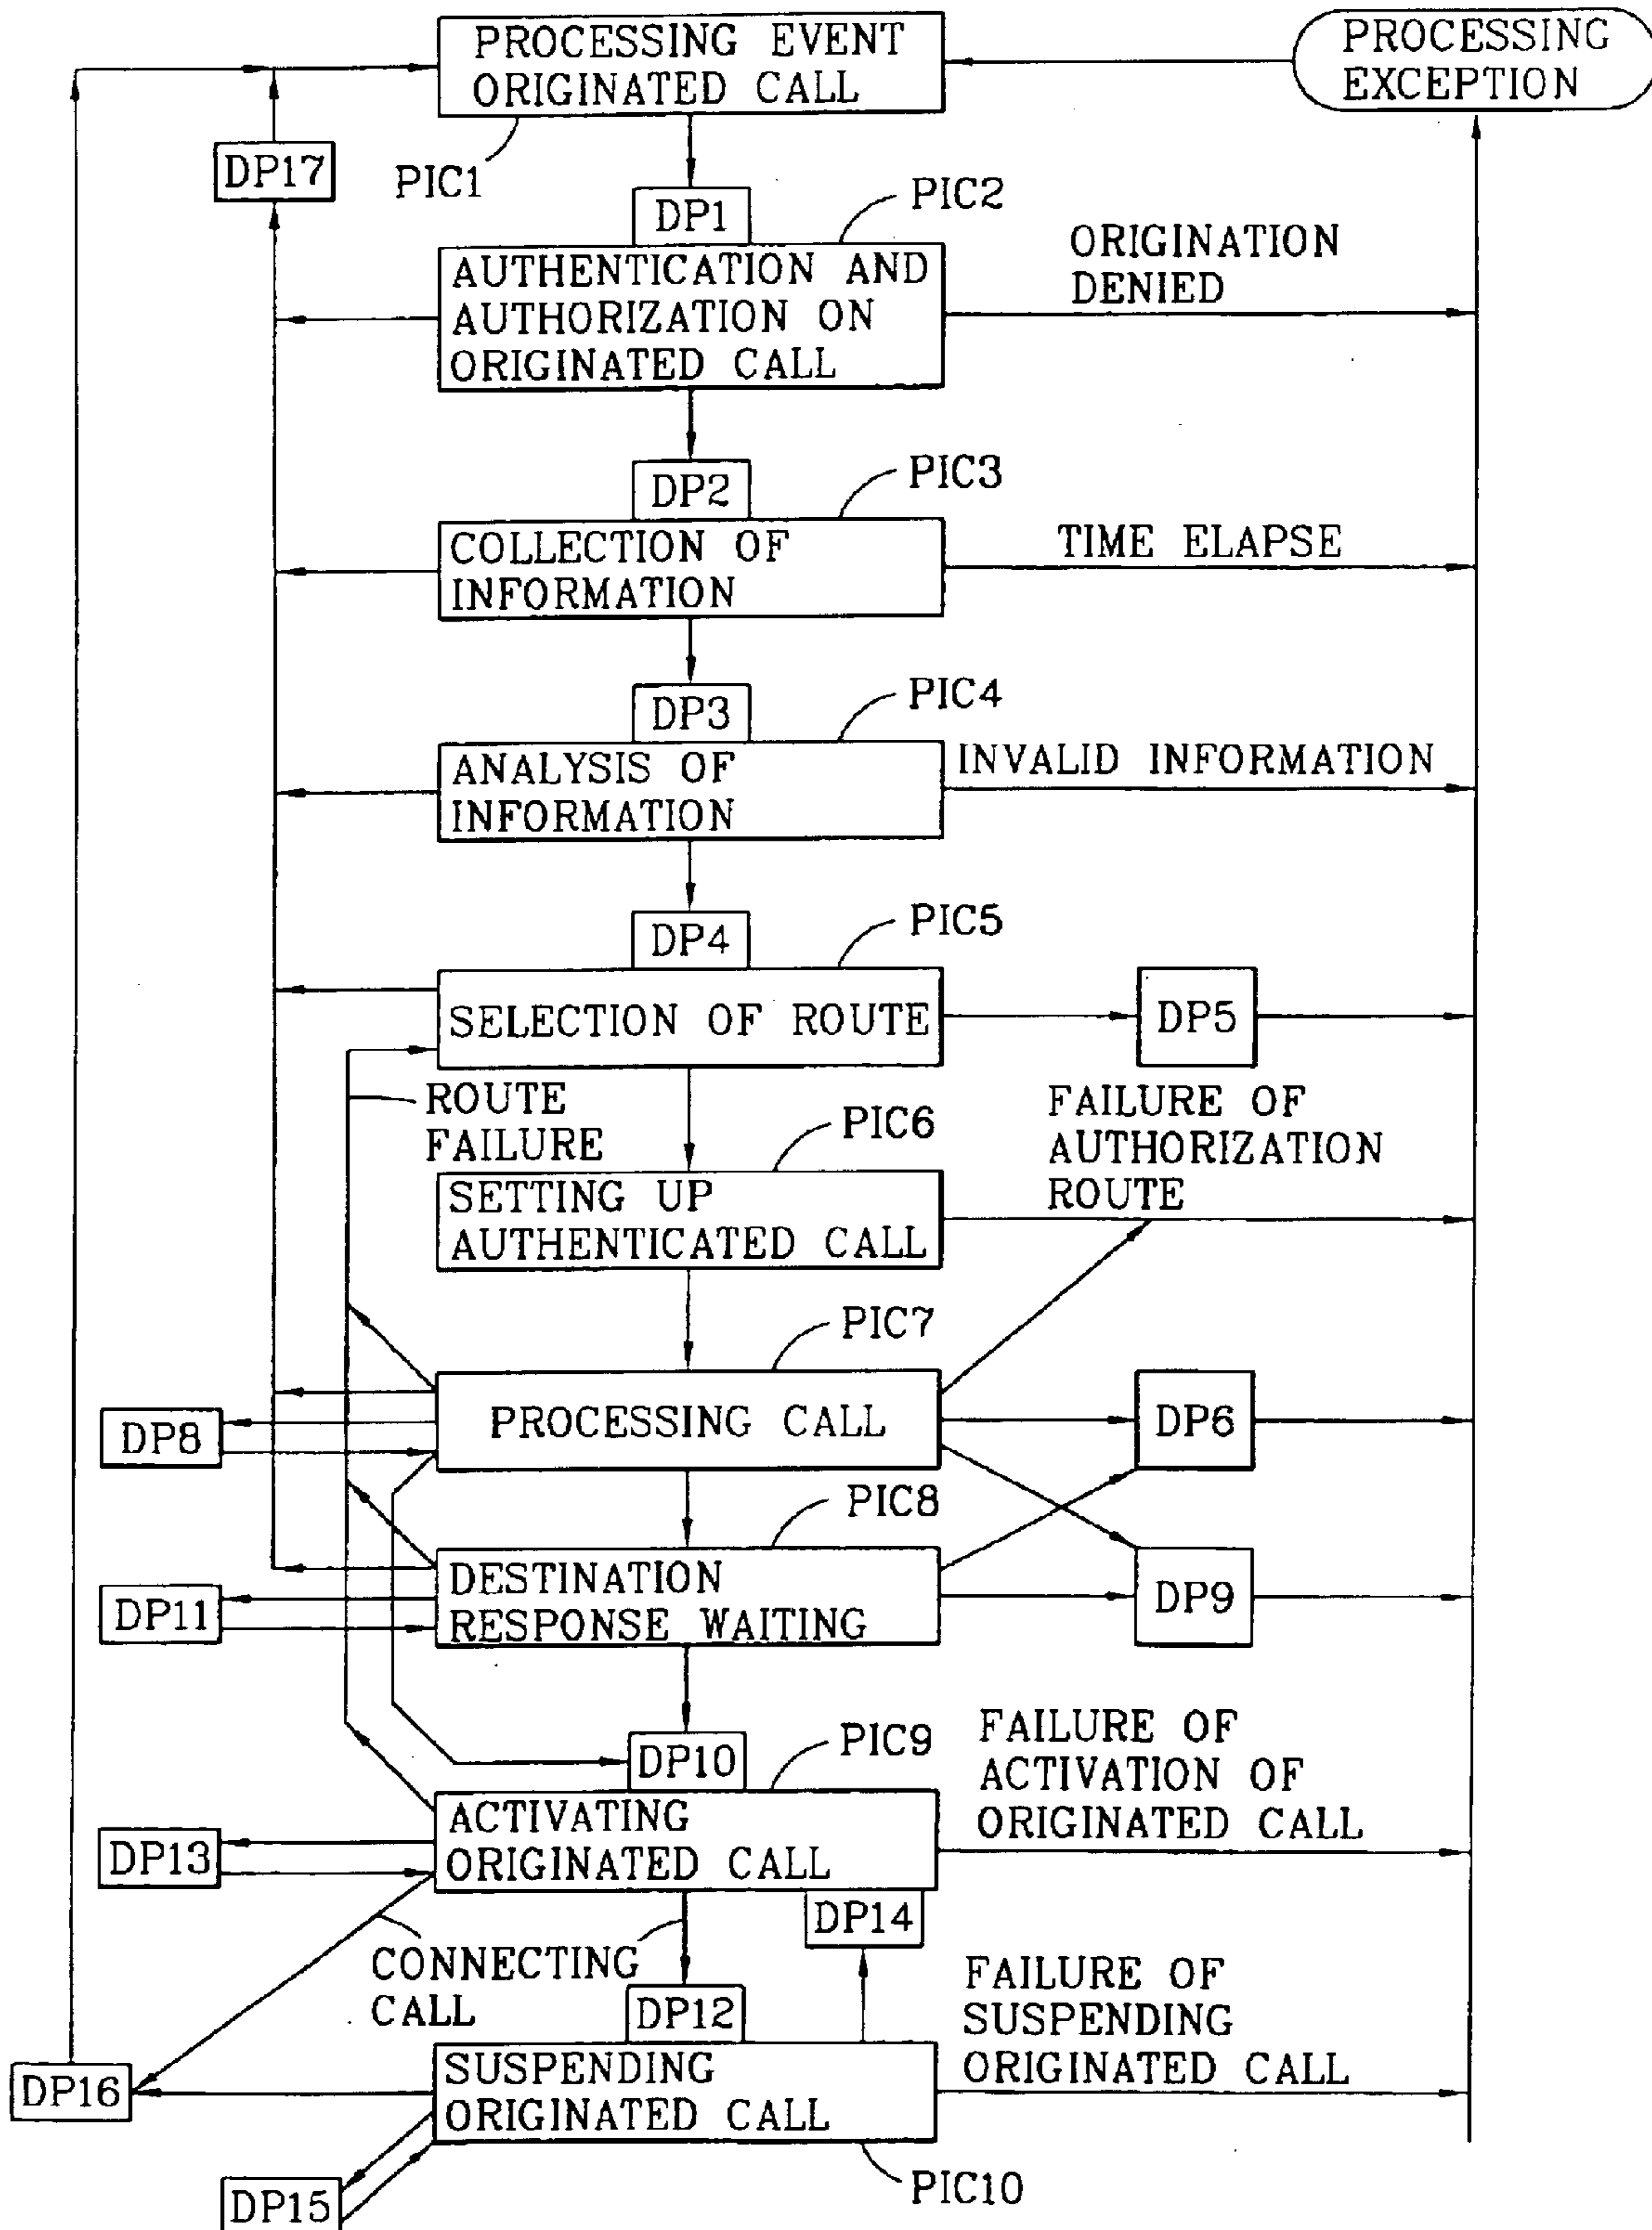 PROCESSING EVENT
ORIGINATED CALL
PROCESSING
EXCEPTION
DP17
PIC1
DP1
PIC2
AUTHENTICATION AND
AUTHORIZATION ON
ORIGINATED CALL
ORIGINATION
DENIED
DP2
PIC3
COLLECTION OF
INFORMATION
TIME ELAPSE
DP3
PIC4
ANALYSIS OF
INFORMATION
INVALID INFORMATION
DP4
PIC5
SELECTION OF ROUTE
DP5
ROUTE
FAILURE
PIC6
FAILURE OF
AUTHORIZATION
ROUTE
SETTING UP
AUTHENTICATED CALL
PIC7
DP8
PROCESSING CALL
DP6
PIC8
DP11
DESTINATION
RESPONSE WAITING
DP9
DP10
PIC9
FAILURE OF
ACTIVATION OF
ORIGINATED CALL
DP13
ACTIVATING
ORIGINATED CALL
DP14
CONNECTING
CALL
DP12
FAILURE OF
SUSPENDING
ORIGINATED CALL
DP16
SUSPENDING
ORIGINATED CALL
DP15
PIC10